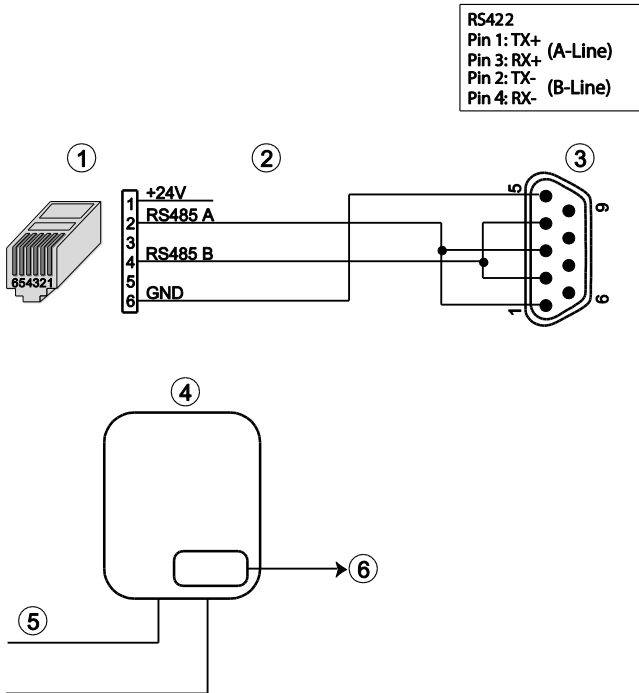 RS422
Pin 1: TX+
Pin 3: RX+ (A-Line)
Pin 2: TX-
Pin 4: RX- (B-Line)
1
2
3
654321
1 +24V
2 RS485 A
3
4 RS485 B
5
6 GND
5
9
1
6
4
5
6